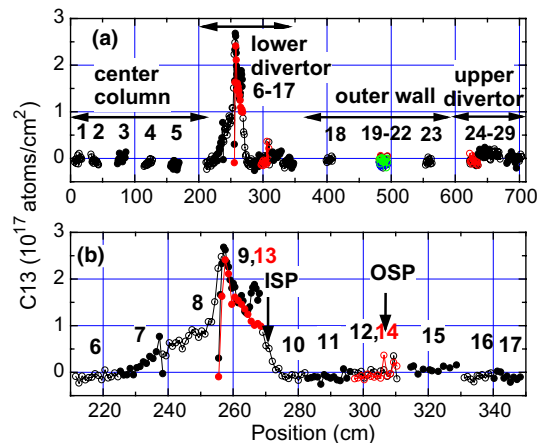 (a)
lower
divertor
6-17
center
column
outer wall
upper
divertor
1 2 3 4 5 18 19-22 23 24-29
3
2
1
0
0 100 200 300 400 500 600 700
C13 (10^17 atoms/cm^2)
(b)
9,13
ISP
OSP
8
7
6
10 11 12,14 15 16 17
3
2
1
0
220 240 260 280 300 320 340
Position (cm)